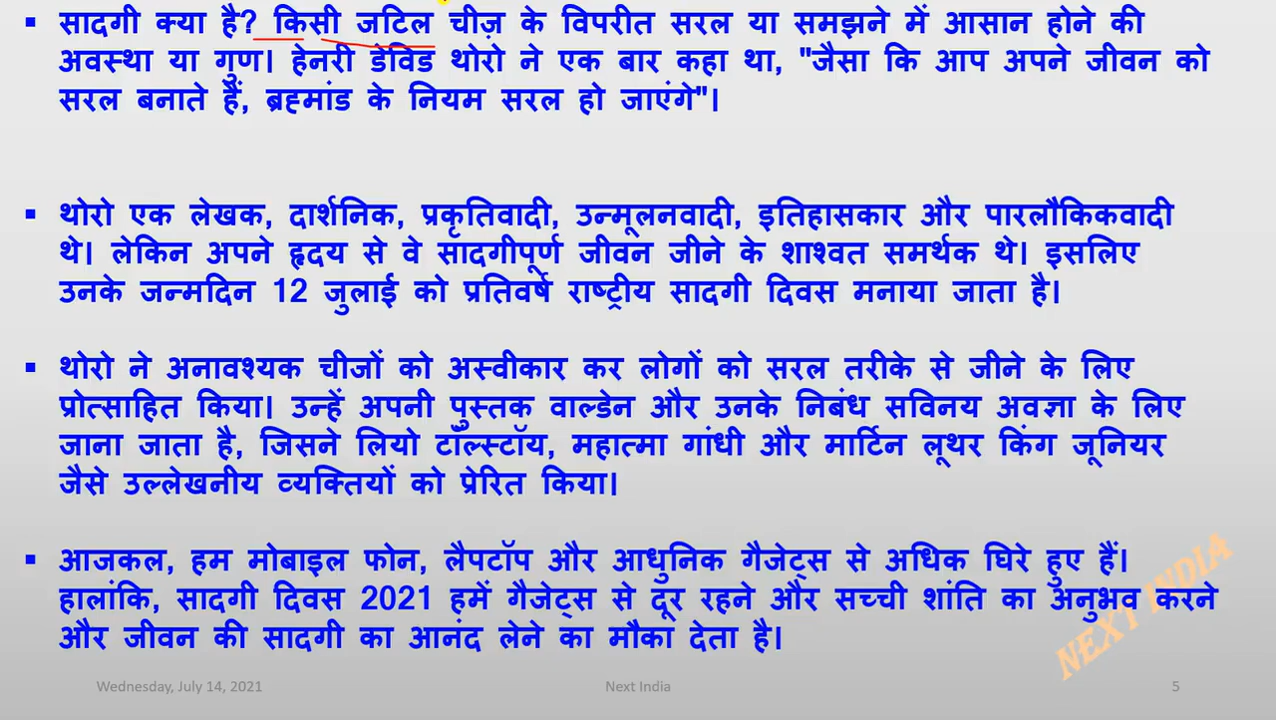 सादगी क्या है? किसी जटिल चीज़ के विपरीत सरल या समझने में आसान होने की
अवस्था या गुण। हेनरी डेविड थोरो ने एक बार कहा था, "जैसा कि आप अपने जीवन को
सरल बनाते हैं, ब्रह्मांड के नियम सरल हो जाएंगे"।
थोरो एक लेखक, दार्शनिक, प्रकृतिवादी, उन्मूलनवादी, इतिहासकार और पारलौकिकवादी
थे। लेकिन अपने हृदय से वे सादगीपूर्ण जीवन जीने के शाश्वत समर्थक थे। इसलिए
उनके जन्मदिन 12 जुलाई को प्रतिवर्ष राष्ट्रीय सादगी दिवस मनाया जाता है।
थोरो ने अनावश्यक चीजों को अस्वीकार कर लोगों को सरल तरीके से जीने के लिए
प्रोत्साहित किया। उन्हें अपनी पुस्तक वाल्डेन और उनके निबंध सविनय अवज्ञा के लिए
जाना जाता है, जिसने लियो टॉल्स्टॉय, महात्मा गांधी और मार्टिन लूथर किंग जूनियर
जैसे उल्लेखनीय व्यक्तियों को प्रेरित किया।
आजकल, हम मोबाइल फोन, लैपटॉप और आधुनिक गैजेट्स से अधिक घिरे हुए हैं।
हालांकि, सादगी दिवस 2021 हमें गैजेट्स से दूर रहने और सच्ची शांति का अनुभव करने
और जीवन की सादगी का आनंद लेने का मौका देता है।
NEXT INDIA
Wednesday, July 14, 2021 Next India 5